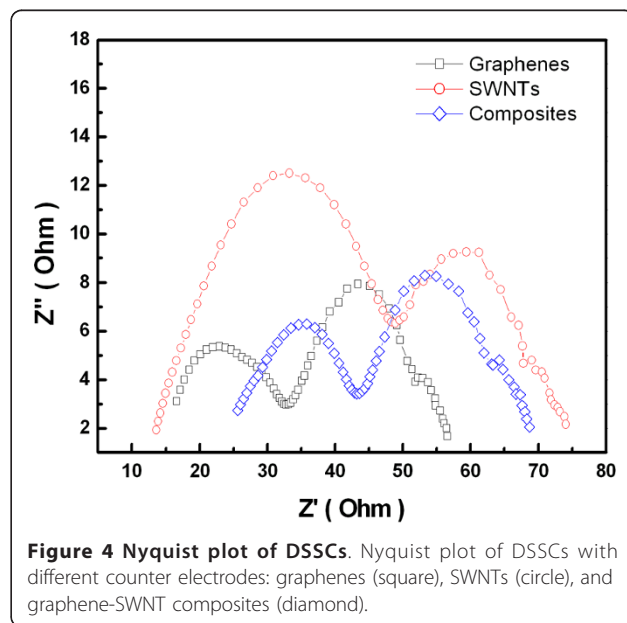 18
16
14
12
10
8
6
4
2
Z'' ( Ohm )
Graphenes
SWNTs
Composites
10 20 30 40 50 60 70 80
Z' ( Ohm )
Figure 4 Nyquist plot of DSSCs. Nyquist plot of DSSCs with
different counter electrodes: graphenes (square), SWNTs (circle), and
graphene-SWNT composites (diamond).